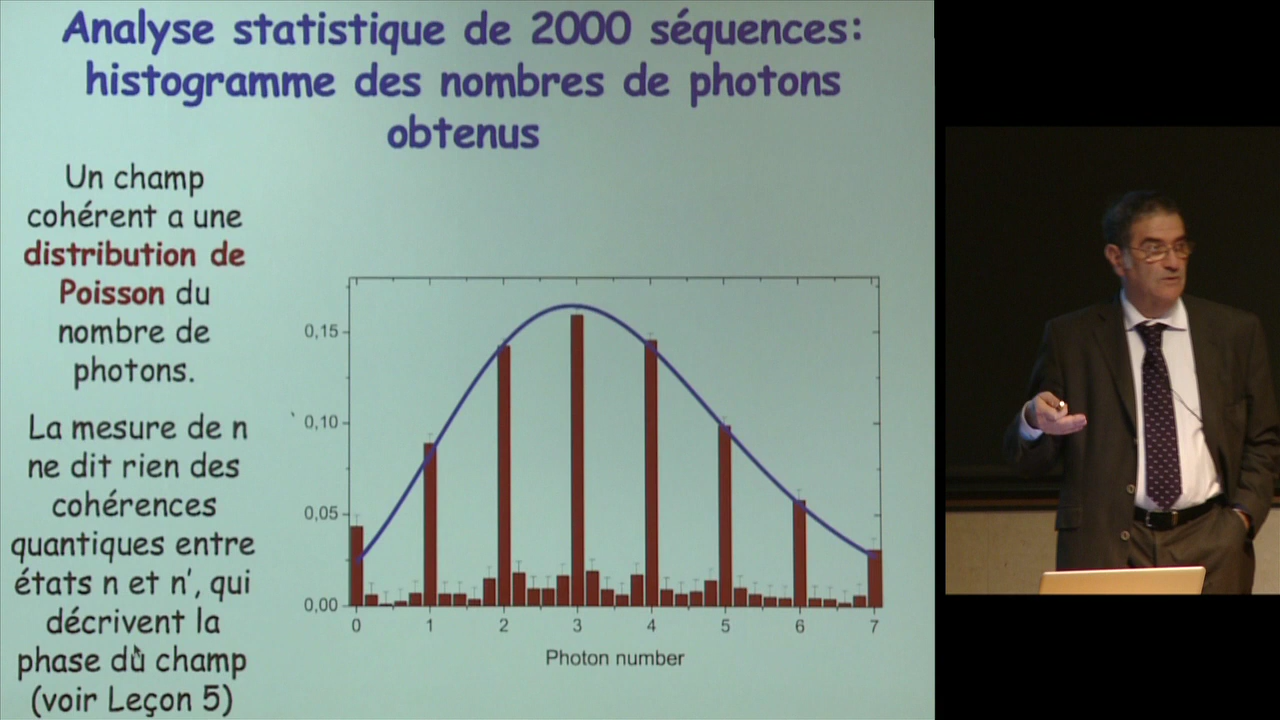 Analyse statistique de 2000 séquences:
histogramme des nombres de photons
obtenus
Un champ
cohérent a une
distribution de
Poisson du
nombre de
photons.
La mesure de n
ne dit rien des
cohérences
quantiques entre
états n et n', qui
décrivent la
phase du champ
(voir Leçon 5)
0,15
0,10
0,05
0,00
0 1 2 3 4 5 6 7
Photon number